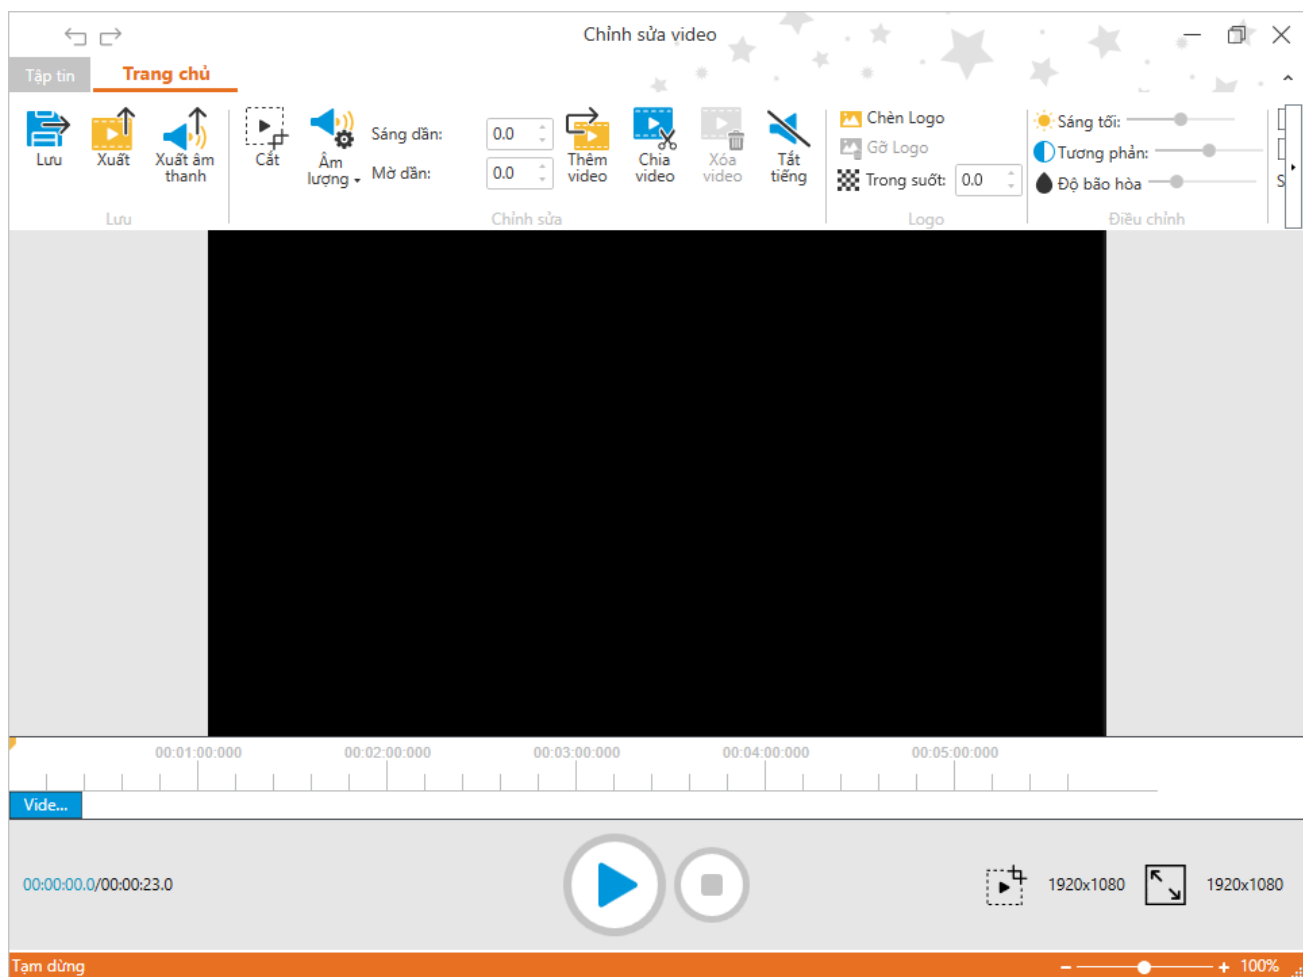 Chỉnh sửa video
Tập tin
Trang chủ
Lưu
Xuất
Xuất âm thanh
Cắt
Âm lượng
Sáng dần:
0.0
Mờ dần:
0.0
Thêm video
Chia video
Xóa video
Tắt tiếng
Chèn Logo
Gỡ Logo
Trong suốt:
0.0
Sáng tối:
Tương phản:
Độ bão hòa
S
Lưu
Chỉnh sửa
Logo
Điều chỉnh
00:01:00:000
00:02:00:000
00:03:00:000
00:04:00:000
00:05:00:000
Vide...
00:00:00.0/00:00:23.0
1920x1080
1920x1080
Tạm dừng
100%